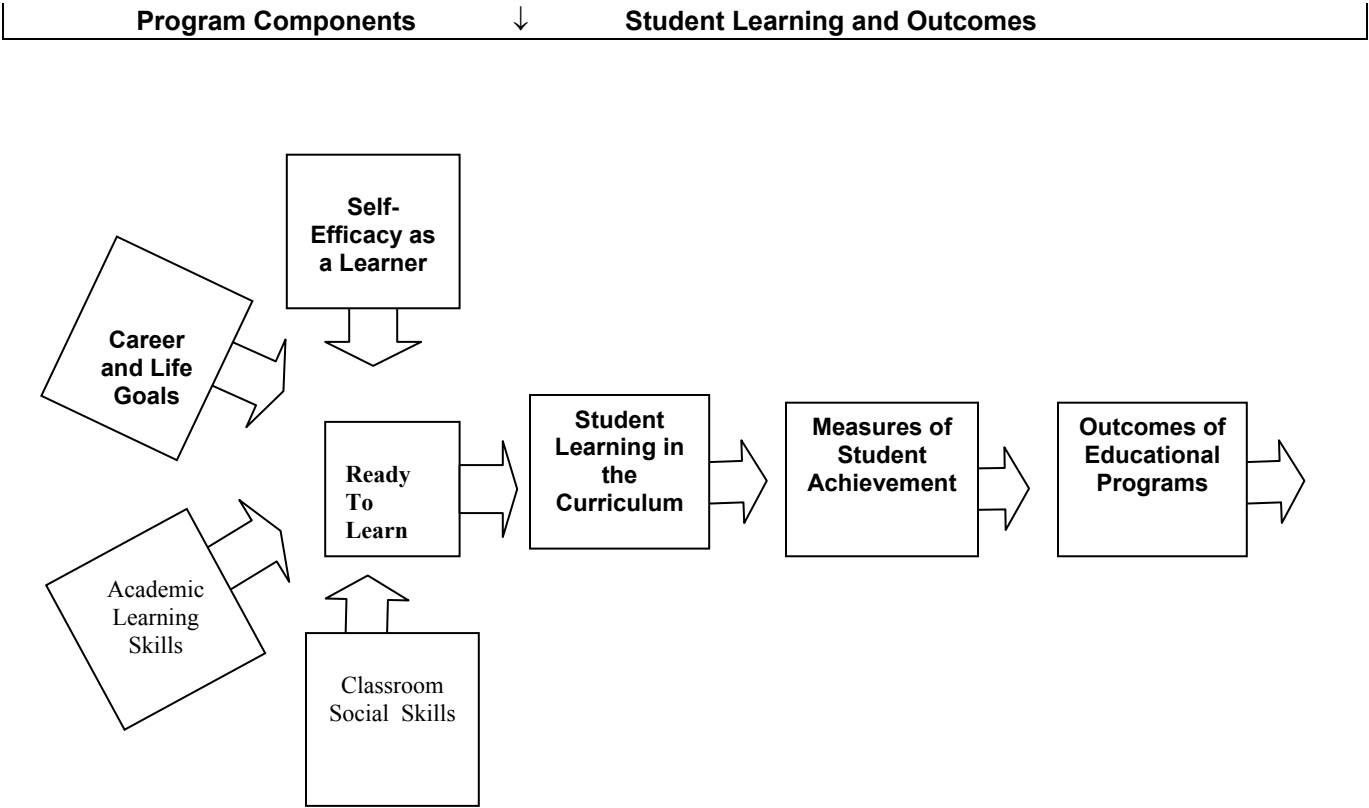 Program Components ↓ Student Learning and Outcomes
Self-
Efficacy as
a Learner
Career
and Life
Goals
Ready
To
Learn
Student
Learning in
the
Curriculum
Measures of
Student
Achievement
Outcomes of
Educational
Programs
Academic
Learning
Skills
Classroom
Social Skills